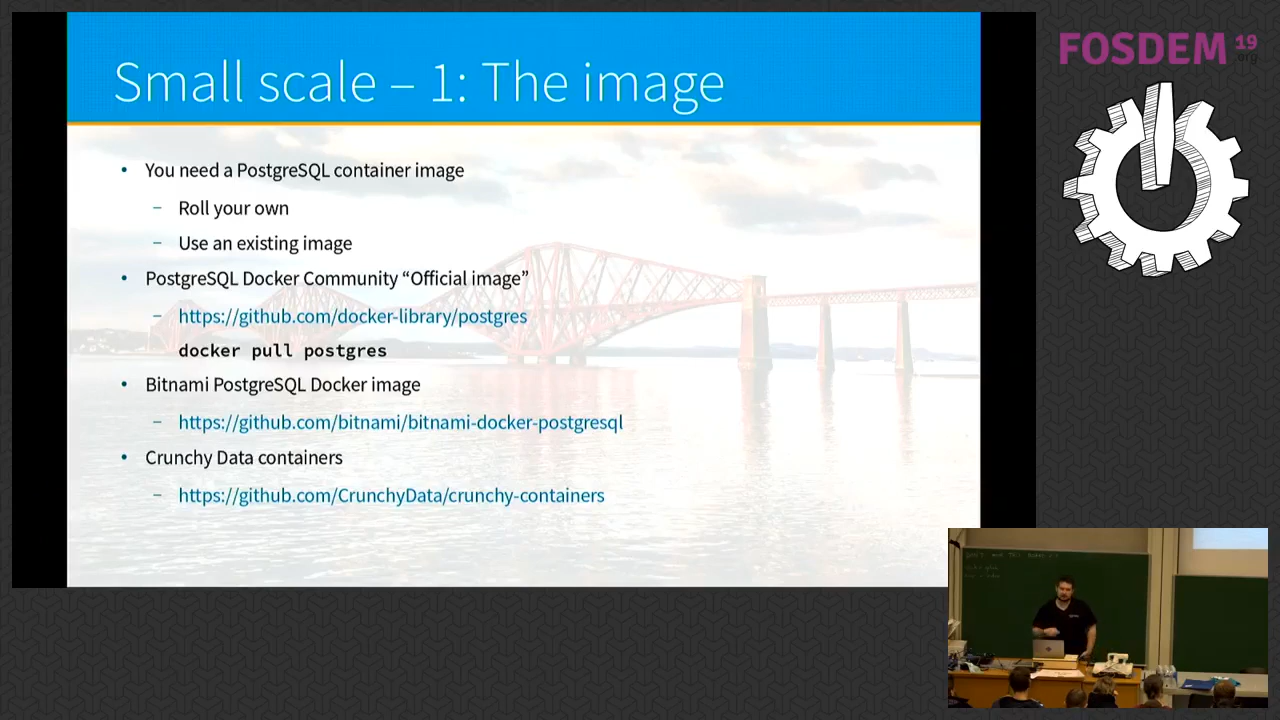 Small scale – 1: The image
FOSDEM 19
.org
• You need a PostgreSQL container image
– Roll your own
– Use an existing image
• PostgreSQL Docker Community “Official image”
– https://github.com/docker-library/postgres
docker pull postgres
• Bitnami PostgreSQL Docker image
– https://github.com/bitnami/bitnami-docker-postgresql
• Crunchy Data containers
– https://github.com/CrunchyData/crunchy-containers